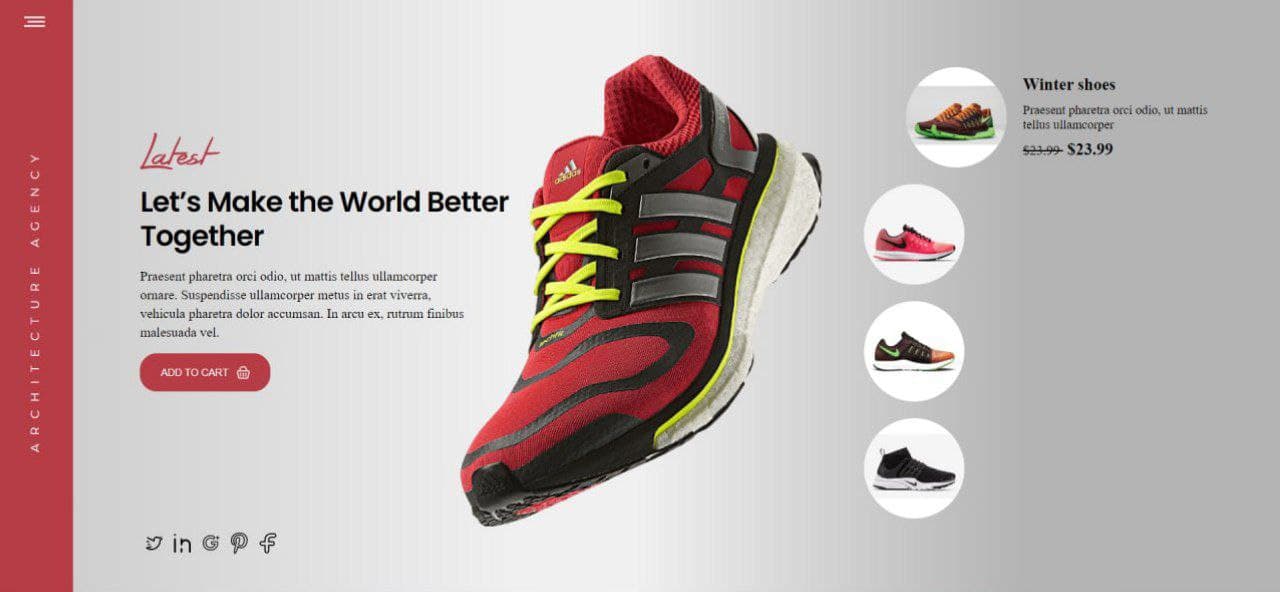 ARCHITECTURE AGENCY
Latest
Let’s Make the World Better
Together
Praesent pharetra orci odio, ut mattis tellus ullamcorper
ornare. Suspendisse ullamcorper metus in erat viverra,
vehicula pharetra dolor accumsan. In arcu ex, rutrum finibus
malesuada vel.
ADD TO CART
adidas
Winter shoes
Praesent pharetra orci odio, ut mattis
tellus ullamcorper
$23.99 $23.99